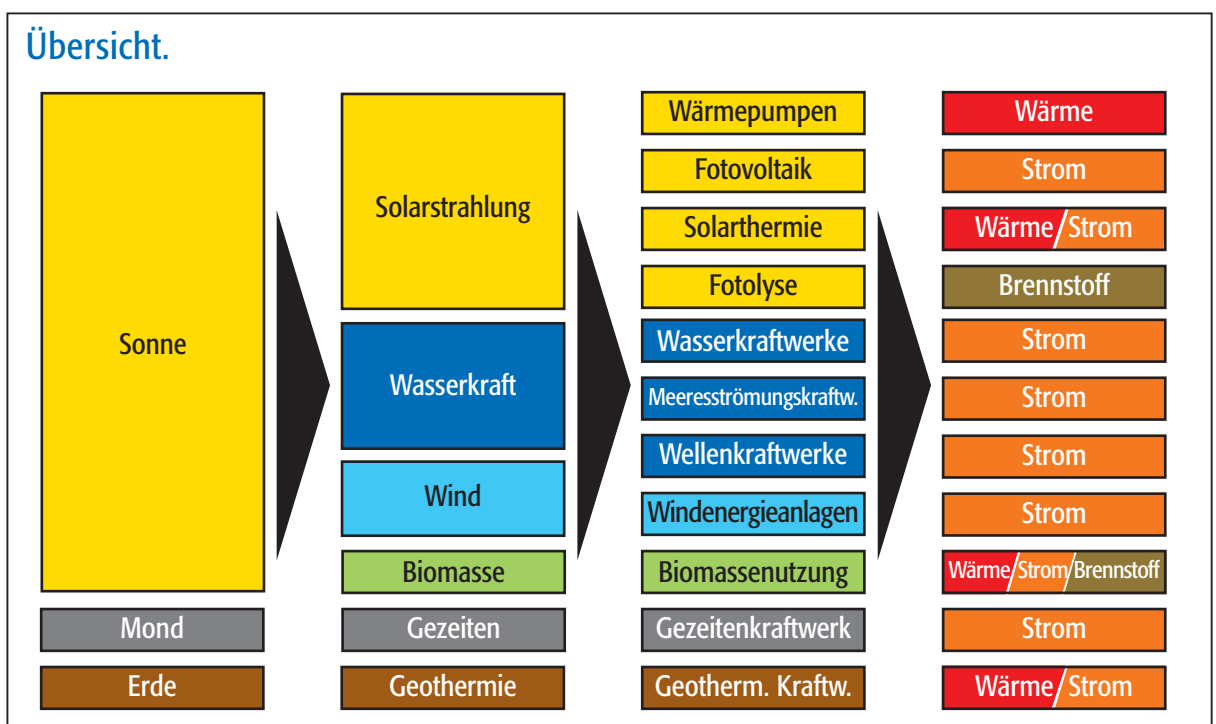 Übersicht.
Sonne
Mond
Erde
Solarstrahlung
Wasserkraft
Wind
Biomasse
Gezeiten
Geothermie
Wärmepumpen
Fotovoltaik
Solarthermie
Fotolyse
Wasserkraftwerke
Meeresströmungskraftw.
Wellenkraftwerke
Windenergieanlagen
Biomassenutzung
Gezeitenkraftwerk
Geotherm. Kraftw.
Wärme
Strom
Wärme/Strom
Brennstoff
Strom
Strom
Strom
Strom
Wärme/Strom/Brennstoff
Strom
Wärme/Strom